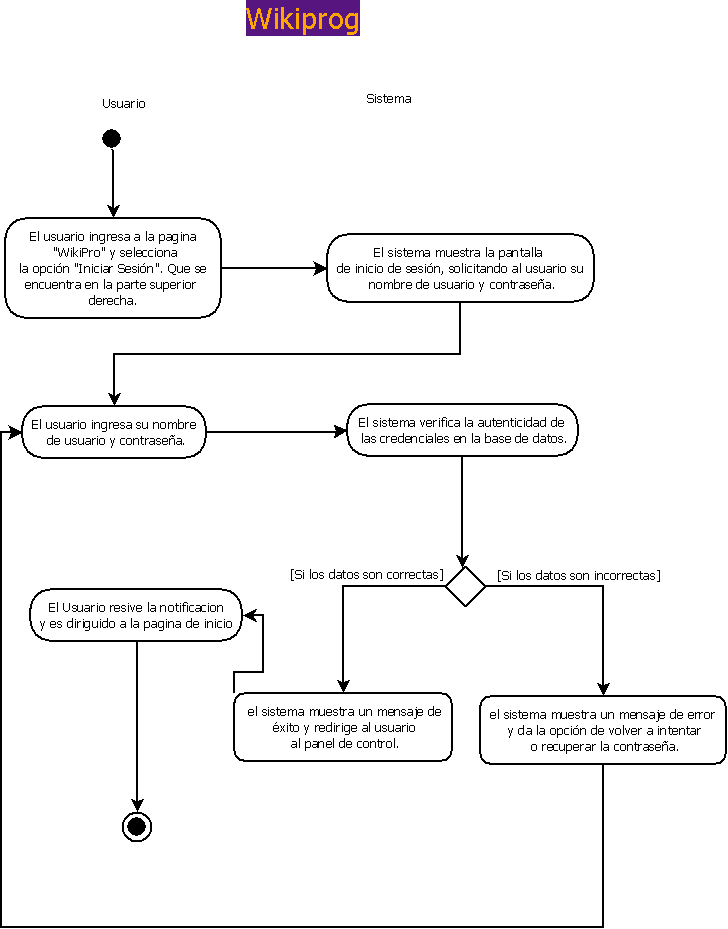 Wikiprog
Usuario
Sistema
El usuario ingresa a la pagina
"WikiPro" y selecciona
la opción "Iniciar Sesión". Que se
encuentra en la parte superior
derecha.
El sistema muestra la pantalla
de inicio de sesión, solicitando al usuario su
nombre de usuario y contraseña.
El usuario ingresa su nombre
de usuario y contraseña.
El sistema verifica la autenticidad de
las credenciales en la base de datos.
[Si los datos son correctas]
[Si los datos son incorrectas]
El Usuario resive la notificacion
y es diriguido a la pagina de inicio
el sistema muestra un mensaje de
éxito y redirige al usuario
al panel de control.
el sistema muestra un mensaje de error
y da la opción de volver a intentar
o recuperar la contraseña.